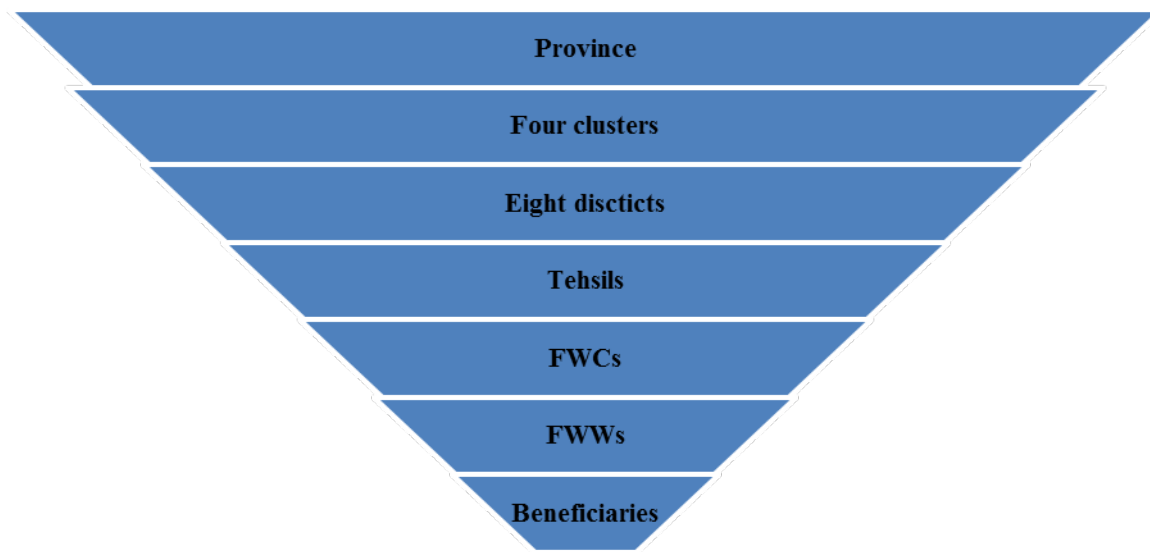 Province
Four clusters
Eight discticts
Tehsils
FWCs
FWWs
Beneficiaries